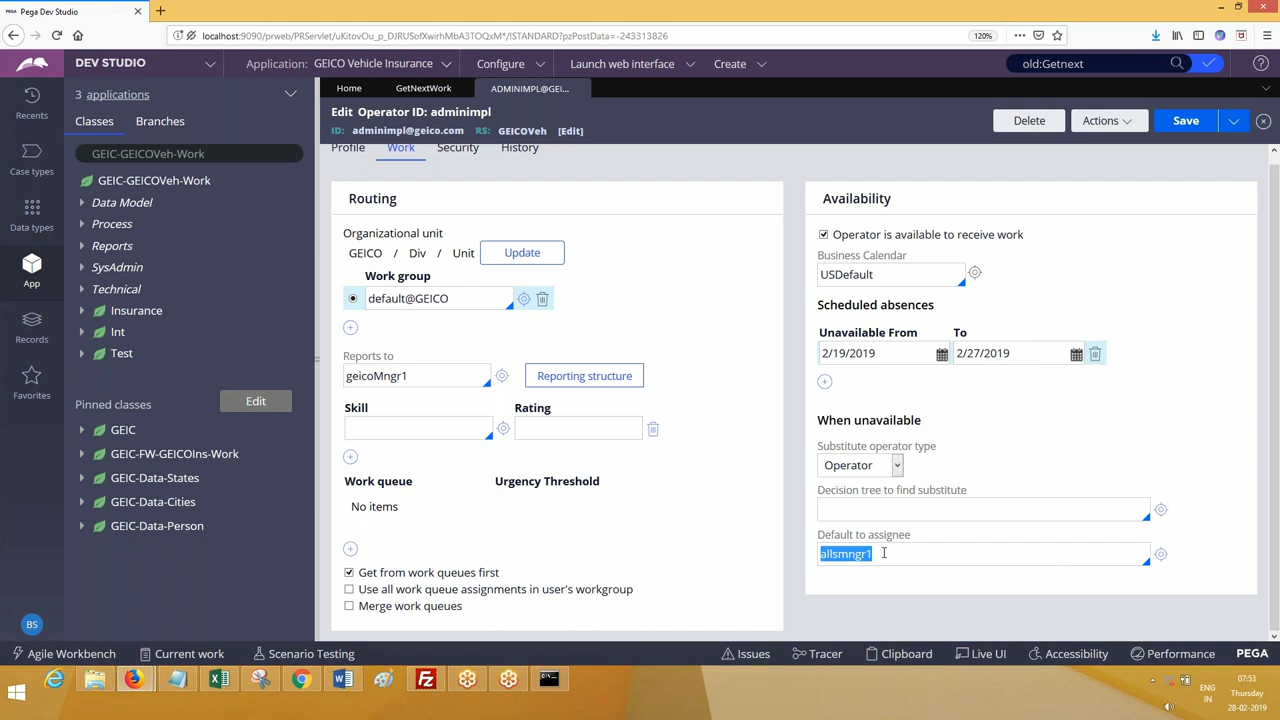 Pega Dev Studio
localhost:9090/prweb/PRServlet/uKitovOu_p_DJRUSofXwirhMbA3TOQxM*/!STANDARD?pzPostData=-243313826
120%
DEV STUDIO
Application: GEICO Vehicle Insurance
Configure
Launch web interface
Create
old:Getnext
Recents
Case types
Data types
App
Records
Favorites
BS
3 applications
Classes
Branches
GEIC-GEICOVeh-Work
GEIC-GEICOVeh-Work
Data Model
Process
Reports
SysAdmin
Technical
Insurance
Int
Test
Pinned classes
Edit
GEIC
GEIC-FW-GEICOIns-Work
GEIC-Data-States
GEIC-Data-Cities
GEIC-Data-Person
Home
GetNextWork
ADMINIMPL@GEI...
Edit Operator ID: adminimpl
ID: adminimpl@geico.com RS: GEICOVeh [Edit]
Delete
Actions
Save
Profile
Work
Security
History
Routing
Organizational unit
GEICO / Div / Unit
Update
Work group
default@GEICO
Reports to
geicoMngr1
Reporting structure
Skill
Rating
Work queue
Urgency Threshold
No items
Get from work queues first
Use all work queue assignments in user's workgroup
Merge work queues
Availability
Operator is available to receive work
Business Calendar
USDefault
Scheduled absences
Unavailable From
To
2/19/2019
2/27/2019
When unavailable
Substitute operator type
Operator
Decision tree to find substitute
Default to assignee
allsmngr1
Agile Workbench
Current work
Scenario Testing
Issues
Tracer
Clipboard
Live UI
Accessibility
Performance
PEGA
ENG
IN
07:53
Thursday
28-02-2019